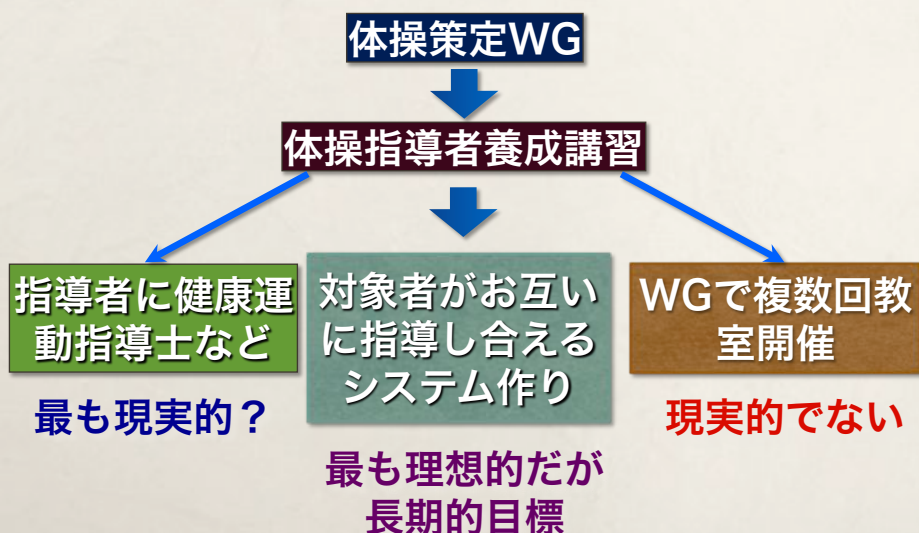 体操策定WG
体操指導者養成講習
指導者に健康運
動指導士など
最も現実的？
対象者がお互い
に指導し合える
システム作り
最も理想的だが
長期的目標
WGで複数回教
室開催
現実的でない